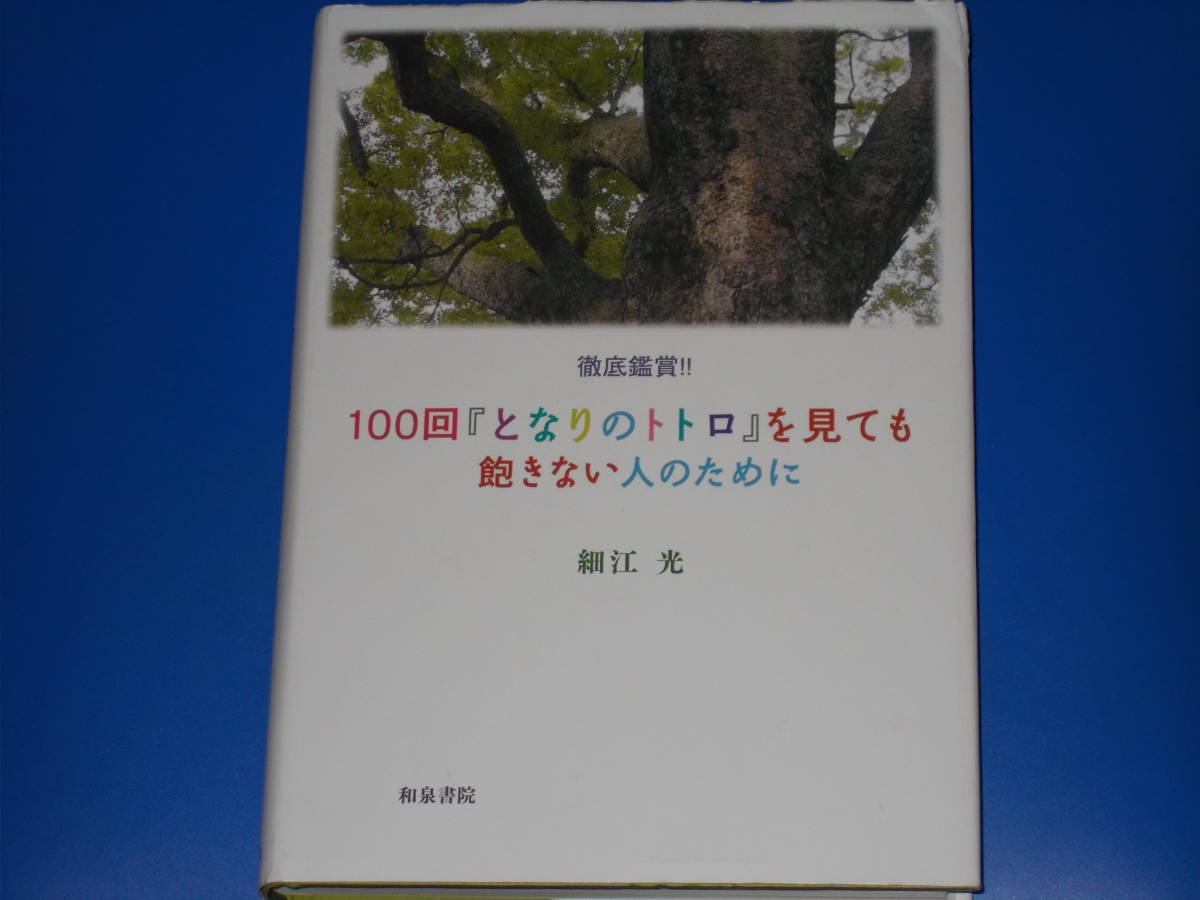 徹底鑑賞!!
100回『となりのトトロ』を見ても
飽きない人のために
細江 光
和泉書院